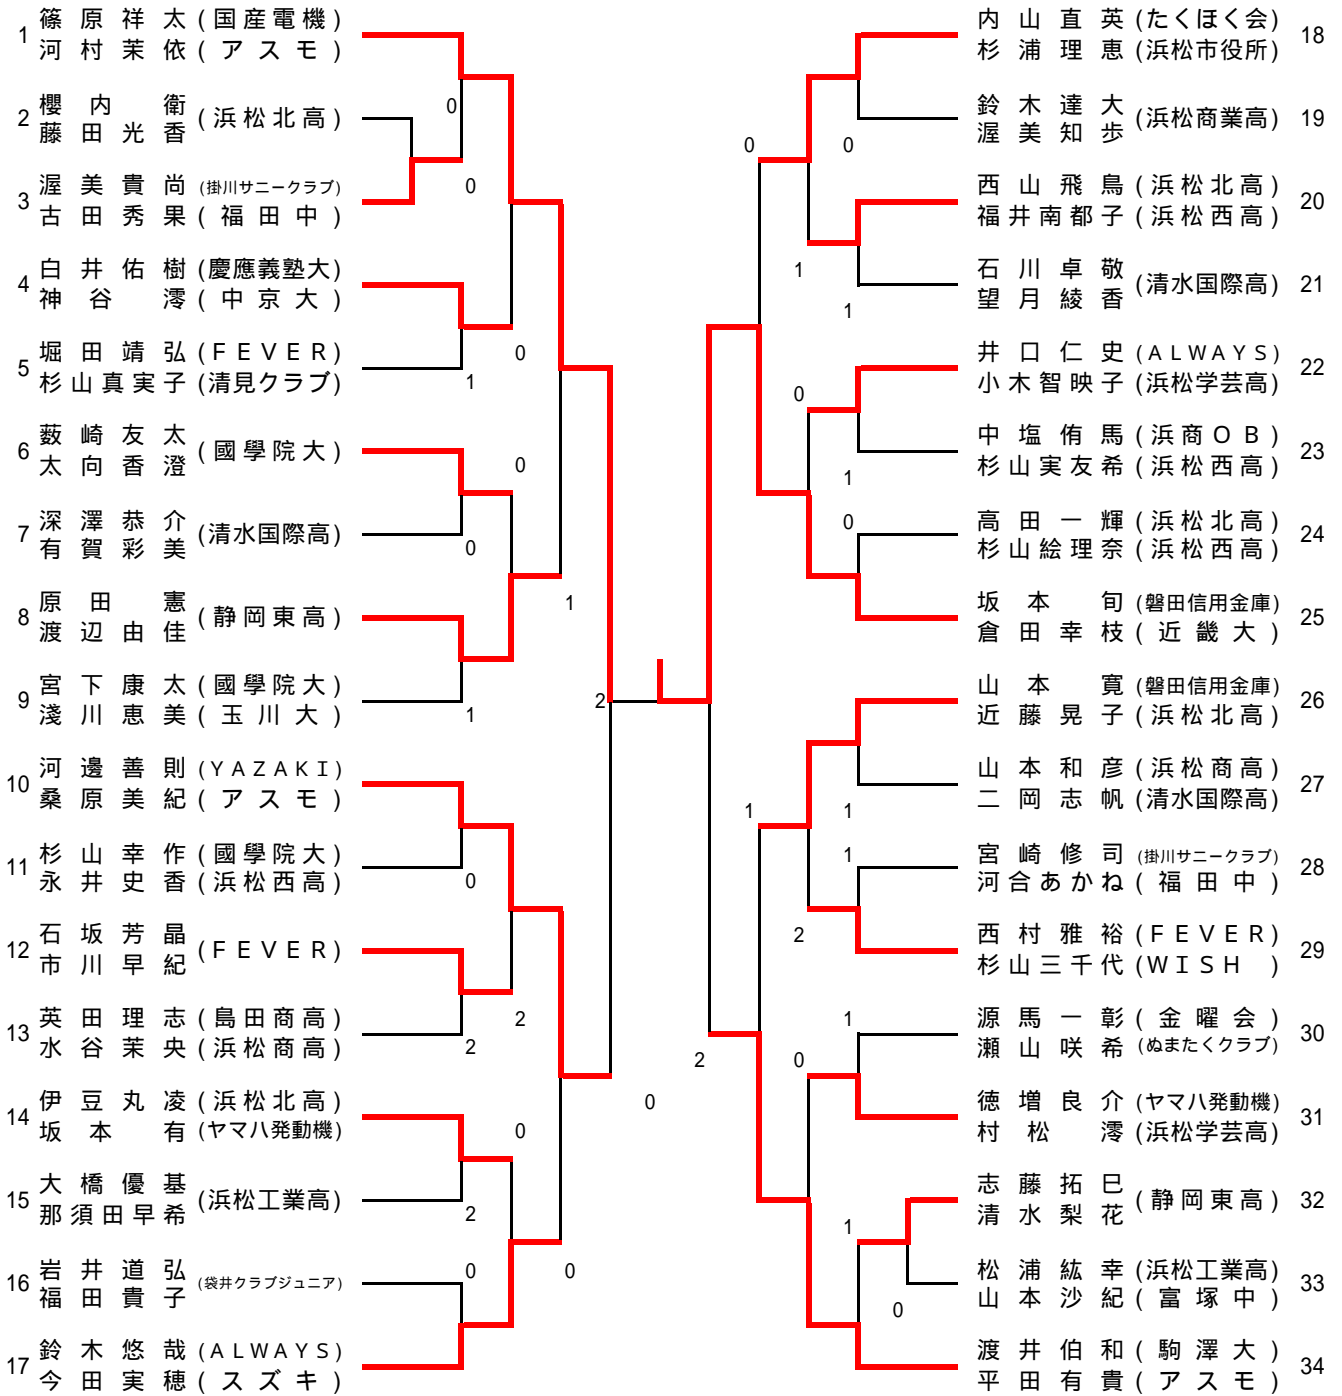 1 篠原祥太 (国産電機)
河村茉依 (アスモ)
0
2 櫻内衛 (浜松北高)
藤田光香
0
3 渥美貴尚 (掛川サニークラブ)
古田秀果 (福田中)
4 白井佑樹 (慶應義塾大)
神谷澪 (中京大)
0
5 堀田靖弘 (FEVER)
杉山真実子 (清見クラブ)
1
6 薮崎友太 (國學院大)
太向香澄
0
7 深澤恭介 (清水国際高)
有賀彩美
0
1
8 原田憲 (静岡東高)
渡辺由佳
9 宮下康太 (國學院大)
淺川恵美 (玉川大)
1
2
10 河邊善則 (YAZAKI)
桑原美紀 (アスモ)
11 杉山幸作 (國學院大)
永井史香 (浜松西高)
0
12 石坂芳晶 (FEVER)
市川早紀
2
13 英田理志 (島田商高)
水谷茉央 (浜松商高)
2
0
14 伊豆丸凌 (浜松北高)
坂本有 (ヤマハ発動機)
0
15 大橋優基 (浜松工業高)
那須田早希
2
16 岩井道弘 (袋井クラブジュニア)
福田貴子
0
0
17 鈴木悠哉 (ALWAYS)
今田実穂 (スズキ)
内山直英 (たくほく会) 18
杉浦理恵 (浜松市役所)
鈴木達大 (浜松商業高) 19
渥美知歩
0
0
西山飛鳥 (浜松北高) 20
福井南都子 (浜松西高)
1
石川卓敬 (清水国際高) 21
望月綾香
1
井口仁史 (ALWAYS) 22
小木智映子 (浜松学芸高)
0
中塩侑馬 (浜商OB) 23
杉山実友希 (浜松西高)
1
0
高田一輝 (浜松北高) 24
杉山絵理奈 (浜松西高)
坂本旬 (磐田信用金庫) 25
倉田幸枝 (近畿大)
山本寛 (磐田信用金庫) 26
近藤晃子 (浜松北高)
山本和彦 (浜松商高) 27
二岡志帆 (清水国際高)
1
1
1
宮崎修司 (掛川サニークラブ) 28
河合あかね (福田中)
2
西村雅裕 (FEVER) 29
杉山三千代 (WISH)
1
源馬一彰 (金曜会) 30
瀬山咲希 (ぬまたくクラブ)
2
0
徳増良介 (ヤマハ発動機) 31
村松澪 (浜松学芸高)
志藤拓巳 (静岡東高) 32
清水梨花
1
松浦紘幸 (浜松工業高) 33
山本沙紀 (富塚中)
0
渡井伯和 (駒澤大) 34
平田有貴 (アスモ)